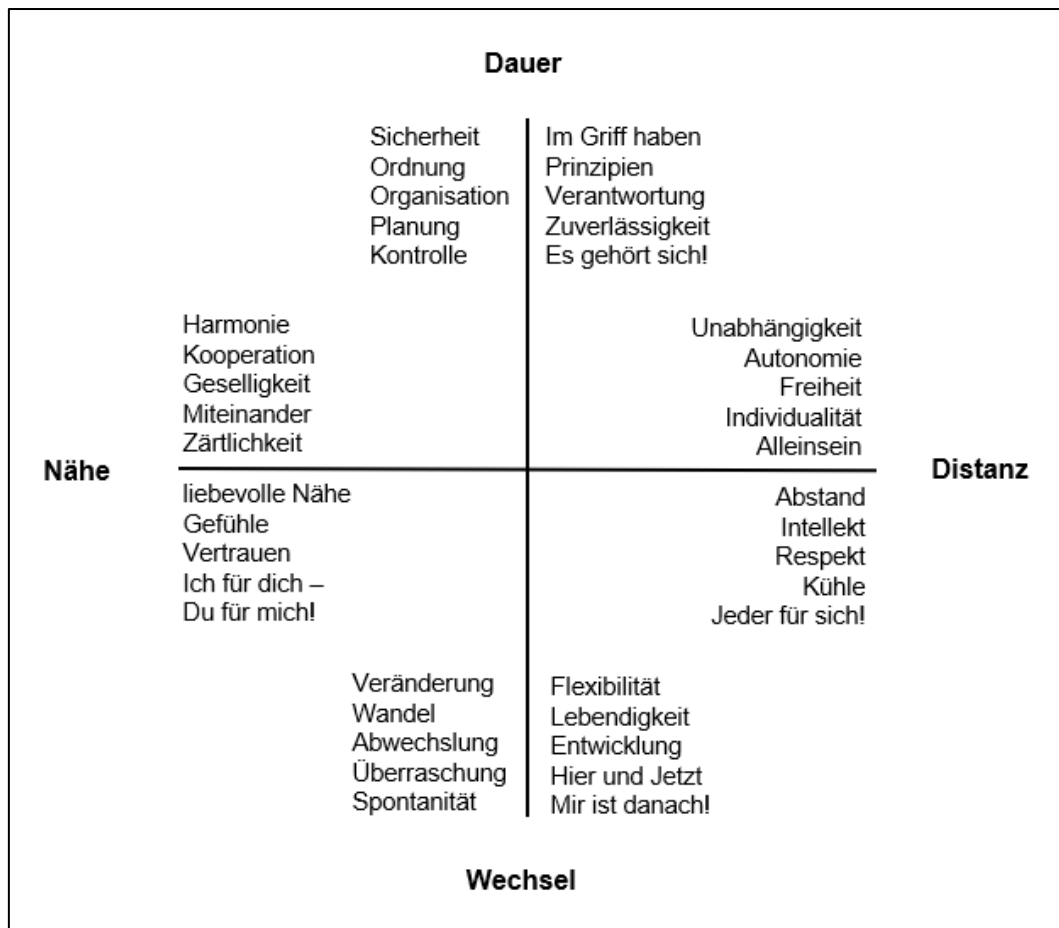 Dauer
Sicherheit
Ordnung
Organisation
Planung
Kontrolle
Im Griff haben
Prinzipien
Verantwortung
Zuverlässigkeit
Es gehört sich!
Harmonie
Kooperation
Geselligkeit
Miteinander
Zärtlichkeit
Unabhängigkeit
Autonomie
Freiheit
Individualität
Alleinsein
Nähe
Distanz
liebevolle Nähe
Gefühle
Vertrauen
Ich für dich –
Du für mich!
Abstand
Intellekt
Respekt
Kühle
Jeder für sich!
Veränderung
Wandel
Abwechslung
Überraschung
Spontanität
Flexibilität
Lebendigkeit
Entwicklung
Hier und Jetzt
Mir ist danach!
Wechsel